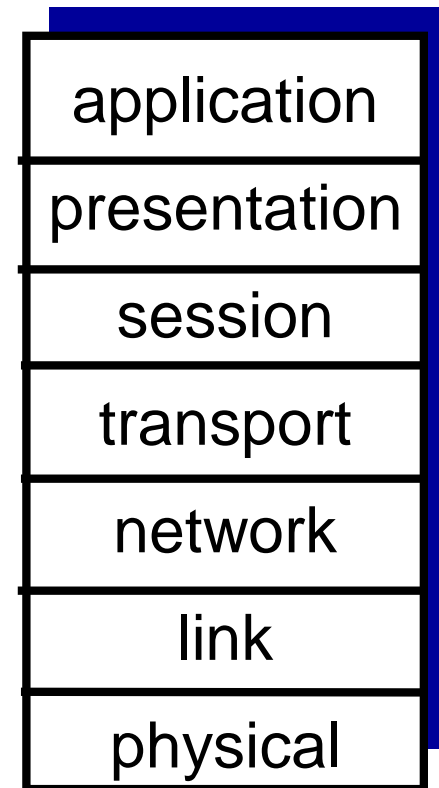 application
presentation
session
transport
network
link
physical